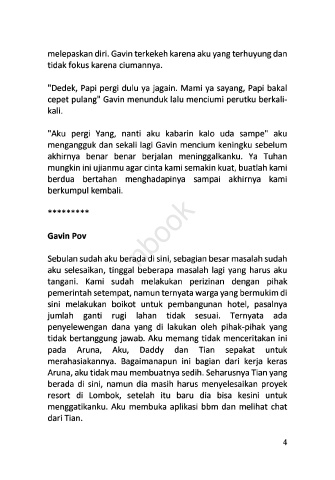 melepaskan diri. Gavin terkekeh karena aku yang terhuyung dan
tidak fokus karena ciumannya.
"Dedek, Papi pergi dulu ya jagain. Mami ya sayang, Papi bakal
cepet pulang" Gavin menunduk lalu menciumi perutku berkali-
kali.
"Aku pergi Yang, nanti aku kabarin kalo uda sampe" aku
mengangguk dan sekali lagi Gavin mencium keningku sebelum
akhirnya benar benar berjalan meninggalkanku. Ya Tuhan
mungkin ini ujianmu agar cinta kami semakin kuat, buatlah kami
berdua bertahan menghadapinya sampai akhirnya kami
berkumpul kembali.
*********
Gavin Pov
Sebulan sudah aku berada di sini, sebagian besar masalah sudah
aku selesaikan, tinggal beberapa masalah lagi yang harus aku
tangani. Kami sudah melakukan perizinan dengan pihak
pemerintah setempat, namun ternyata warga yang bermukim di
sini melakukan boikot untuk pembangunan hotel, pasalnya
jumlah ganti rugi lahan tidak sesuai. Ternyata ada
penyelewengan dana yang di lakukan oleh pihak-pihak yang
tidak bertanggung jawab. Aku memang tidak menceritakan ini
pada Aruna, Aku, Daddy dan Tian sepakat untuk
merahasiakannya. Bagaimanapun ini bagian dari kerja keras
Aruna, aku tidak mau membuatnya sedih. Seharusnya Tian yang
berada di sini, namun dia masih harus menyelesaikan proyek
resort di Lombok, setelah itu baru dia bisa kesini untuk
menggatikanku. Aku membuka aplikasi bbm dan melihat chat
dari Tian.
4